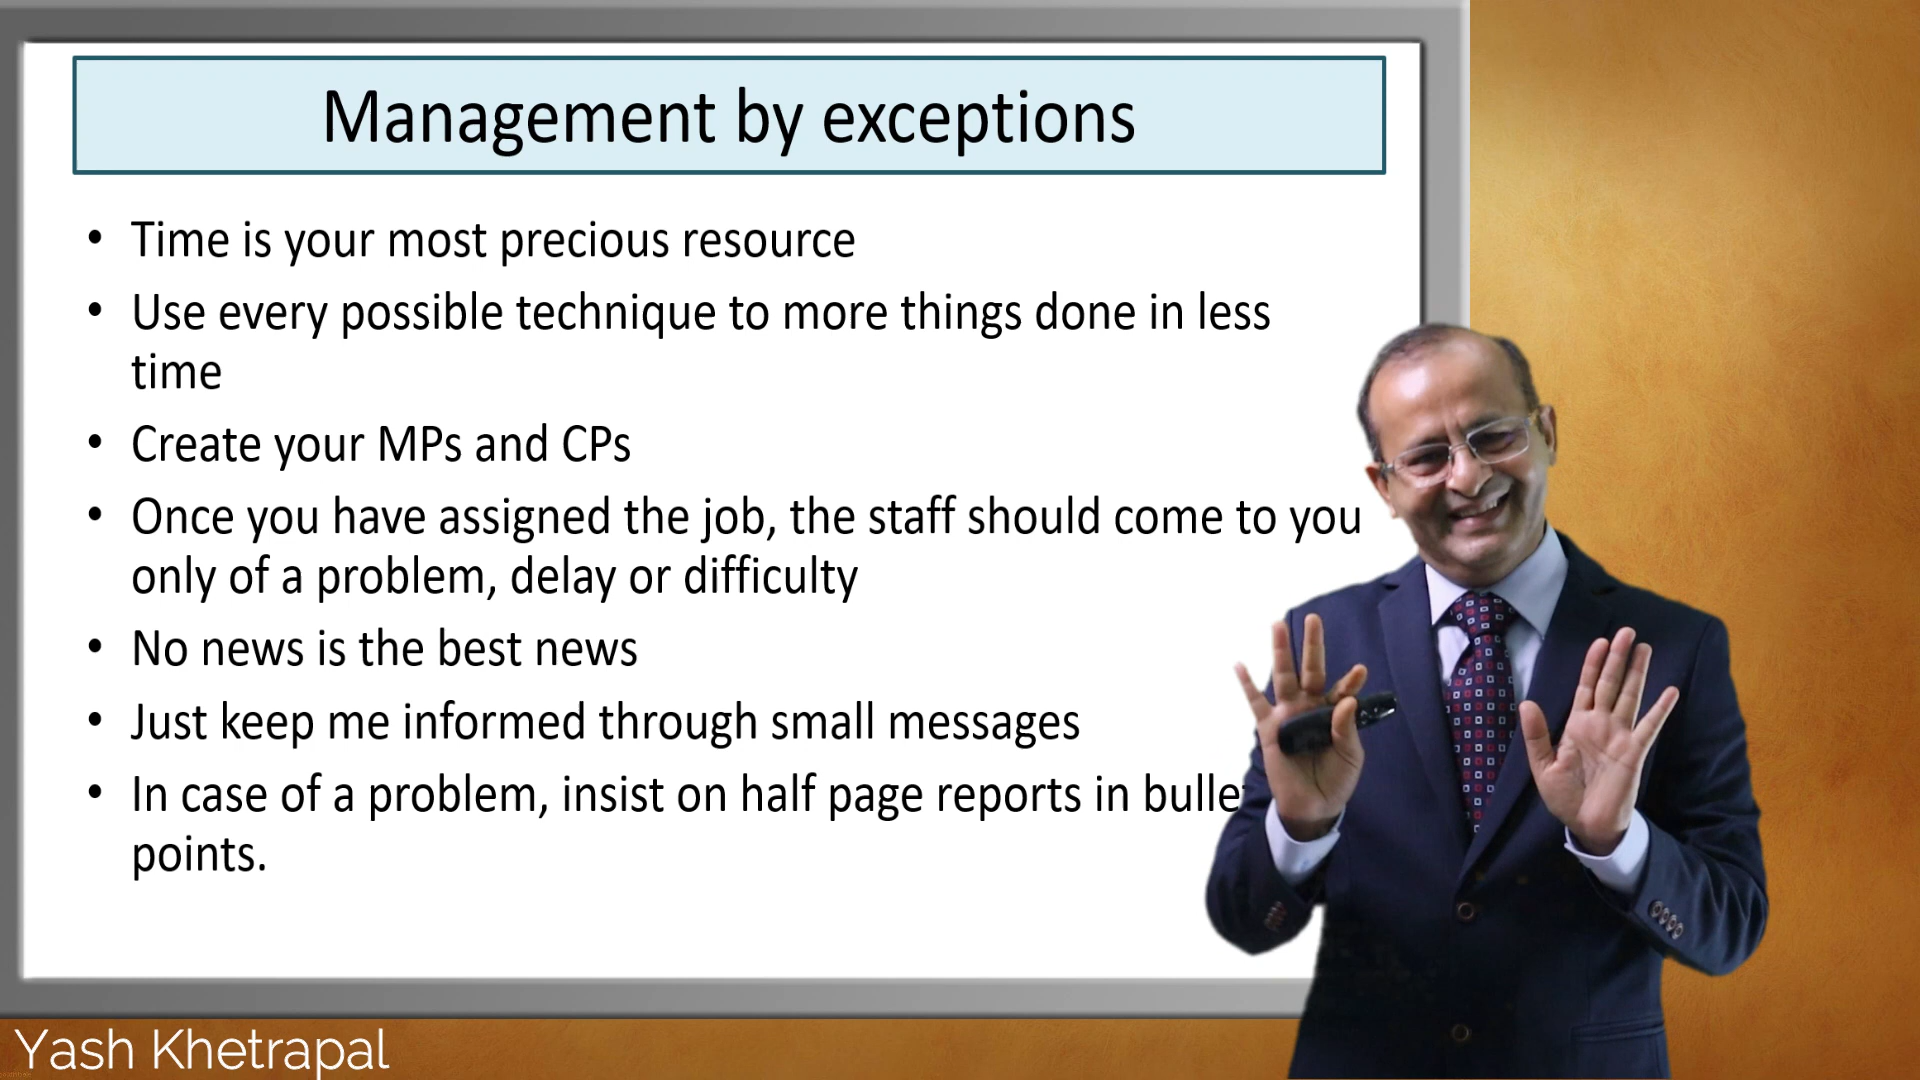 Management by exceptions
• Time is your most precious resource
• Use every possible technique to more things done in less
time
• Create your MPs and CPs
• Once you have assigned the job, the staff should come to you
only of a problem, delay or difficulty
• No news is the best news
• Just keep me informed through small messages
• In case of a problem, insist on half page reports in bullet
points.
Yash Khetrapal